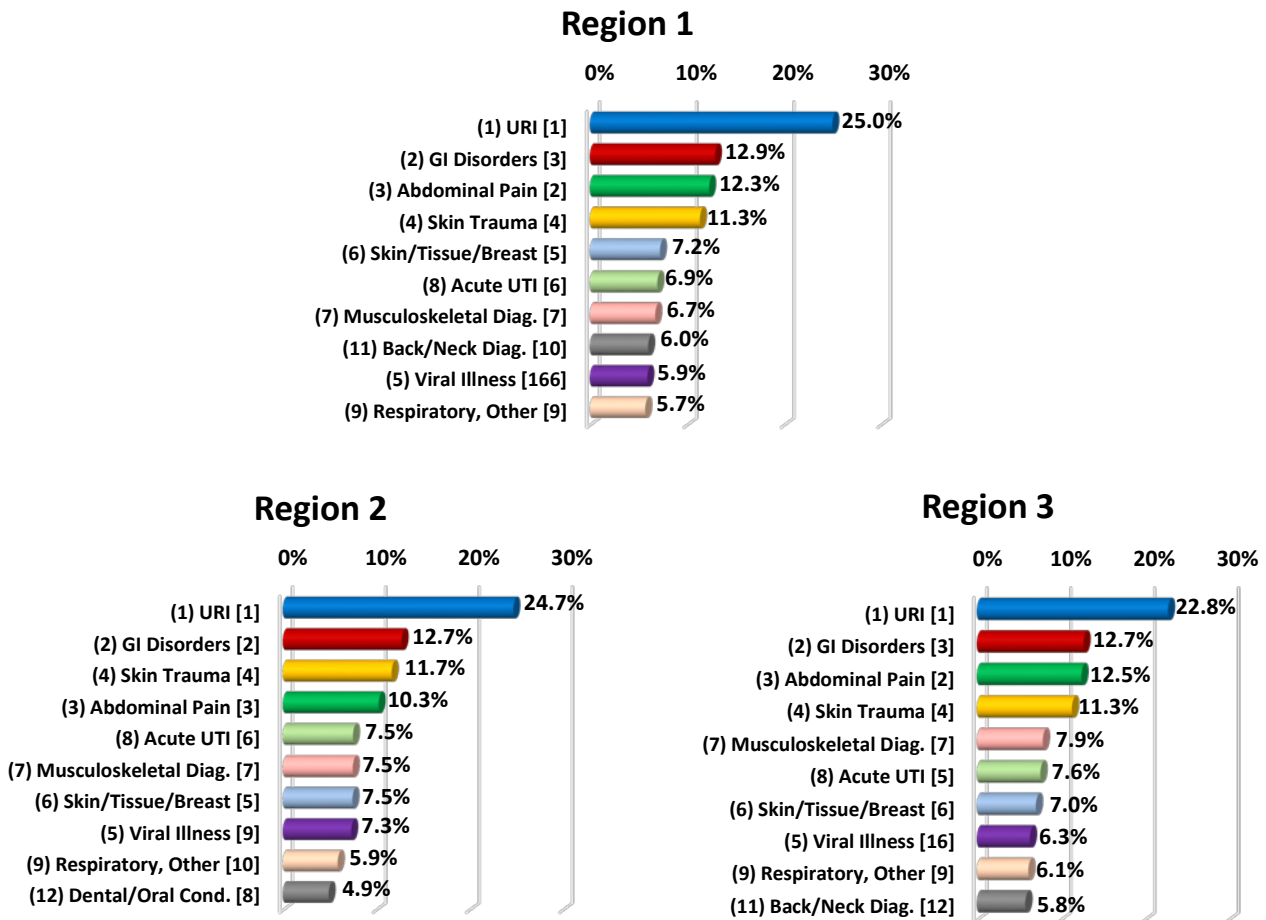 Region 1
0% 10% 20% 30%
(1) URI [1] 25.0%
(2) GI Disorders [3] 12.9%
(3) Abdominal Pain [2] 12.3%
(4) Skin Trauma [4] 11.3%
(6) Skin/Tissue/Breast [5] 7.2%
(8) Acute UTI [6] 6.9%
(7) Musculoskeletal Diag. [7] 6.7%
(11) Back/Neck Diag. [10] 6.0%
(5) Viral Illness [166] 5.9%
(9) Respiratory, Other [9] 5.7%
Region 2
0% 10% 20% 30%
(1) URI [1] 24.7%
(2) GI Disorders [2] 12.7%
(4) Skin Trauma [4] 11.7%
(3) Abdominal Pain [3] 10.3%
(8) Acute UTI [6] 7.5%
(7) Musculoskeletal Diag. [7] 7.5%
(6) Skin/Tissue/Breast [5] 7.5%
(5) Viral Illness [9] 7.3%
(9) Respiratory, Other [10] 5.9%
(12) Dental/Oral Cond. [8] 4.9%
Region 3
0% 10% 20% 30%
(1) URI [1] 22.8%
(2) GI Disorders [3] 12.7%
(3) Abdominal Pain [2] 12.5%
(4) Skin Trauma [4] 11.3%
(7) Musculoskeletal Diag. [7] 7.9%
(8) Acute UTI [5] 7.6%
(6) Skin/Tissue/Breast [6] 7.0%
(5) Viral Illness [16] 6.3%
(9) Respiratory, Other [9] 6.1%
(11) Back/Neck Diag. [12] 5.8%